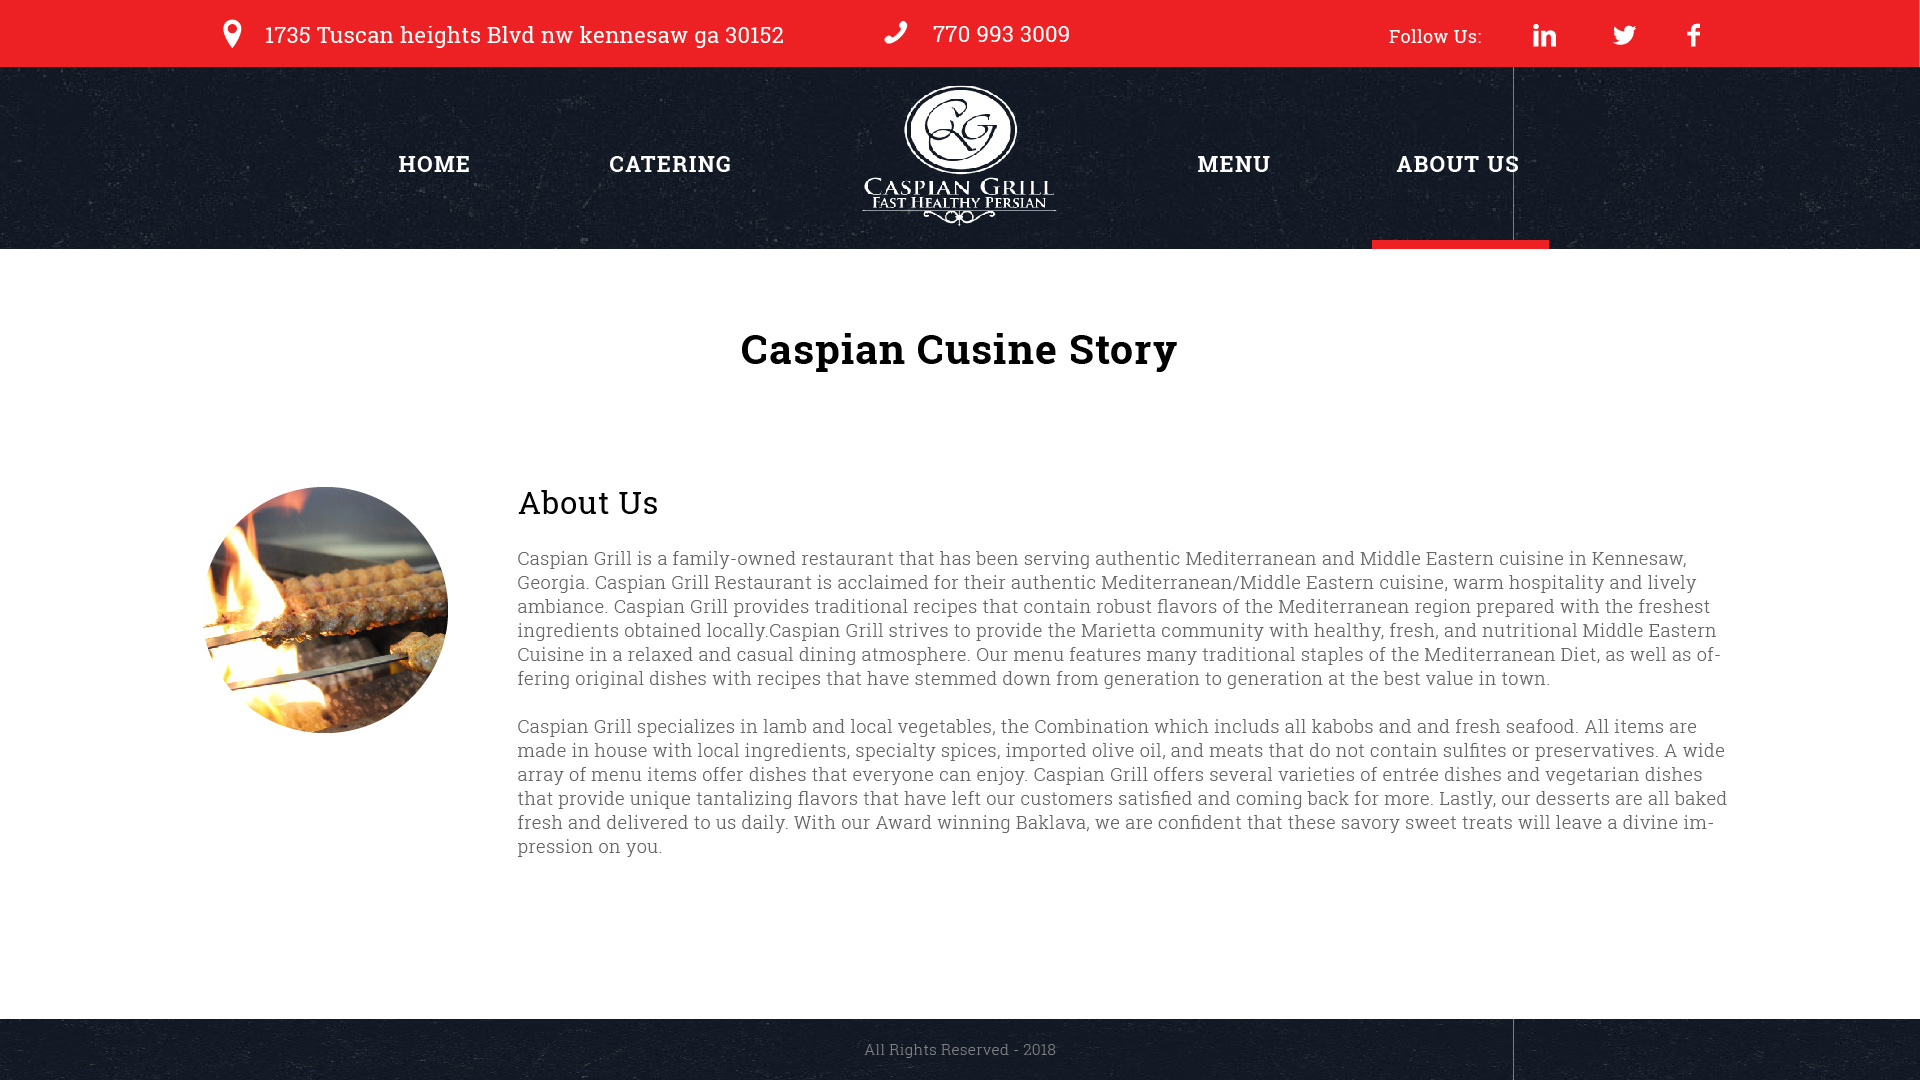 1735 Tuscan heights Blvd nw kennesaw ga 30152
770 993 3009
Follow Us:
HOME
CATERING
CG
CASPIAN GRILL
FAST HEALTHY PERSIAN
MENU
ABOUT US
Caspian Cusine Story
About Us
Caspian Grill is a family-owned restaurant that has been serving authentic Mediterranean and Middle Eastern cuisine in Kennesaw,
Georgia. Caspian Grill Restaurant is acclaimed for their authentic Mediterranean/Middle Eastern cuisine, warm hospitality and lively
ambiance. Caspian Grill provides traditional recipes that contain robust flavors of the Mediterranean region prepared with the freshest
ingredients obtained locally.Caspian Grill strives to provide the Marietta community with healthy, fresh, and nutritional Middle Eastern
Cuisine in a relaxed and casual dining atmosphere. Our menu features many traditional staples of the Mediterranean Diet, as well as of-
fering original dishes with recipes that have stemmed down from generation to generation at the best value in town.
Caspian Grill specializes in lamb and local vegetables, the Combination which includs all kabobs and and fresh seafood. All items are
made in house with local ingredients, specialty spices, imported olive oil, and meats that do not contain sulfites or preservatives. A wide
array of menu items offer dishes that everyone can enjoy. Caspian Grill offers several varieties of entrée dishes and vegetarian dishes
that provide unique tantalizing flavors that have left our customers satisfied and coming back for more. Lastly, our desserts are all baked
fresh and delivered to us daily. With our Award winning Baklava, we are confident that these savory sweet treats will leave a divine im-
pression on you.
All Rights Reserved - 2018